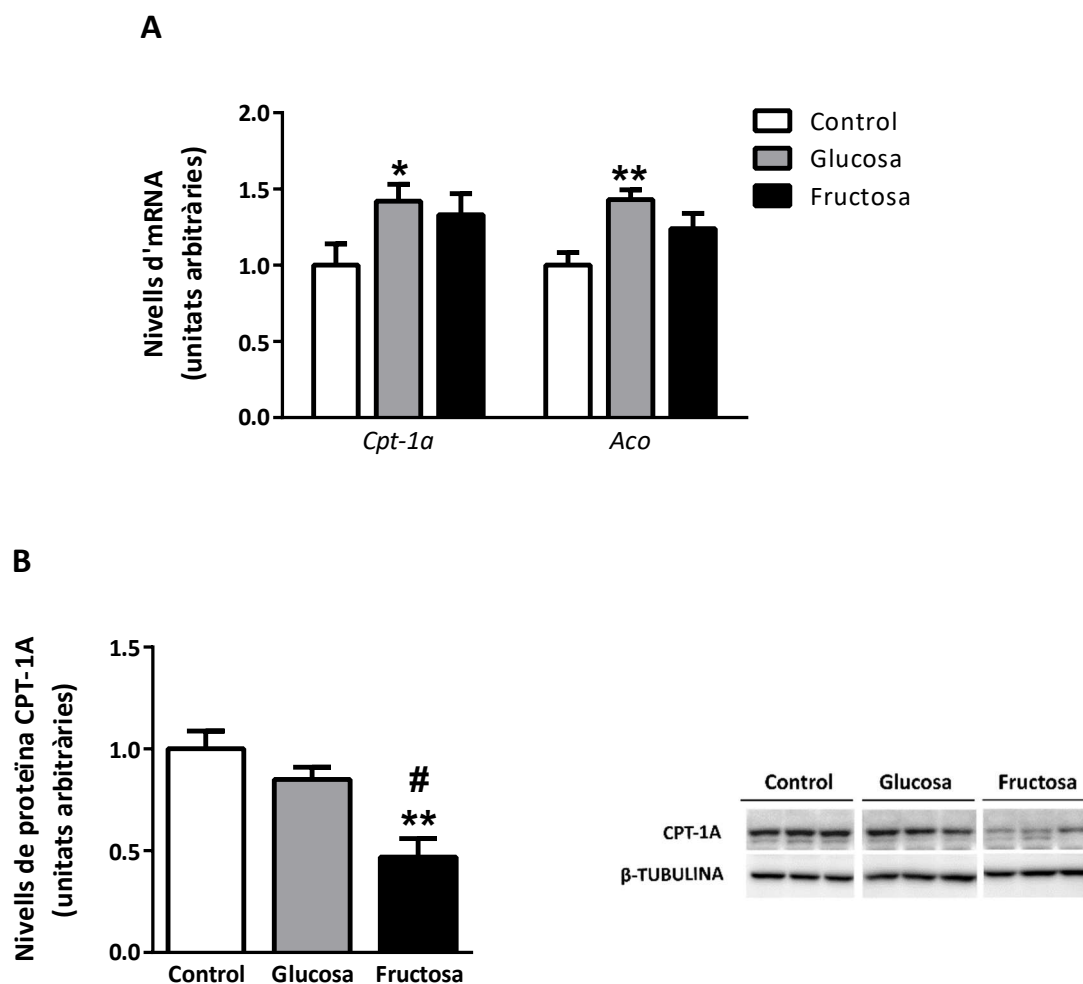 A
Nivells d'mRNA
(unitats arbitràries)
2.0
1.5
1.0
0.5
0.0
*
**
Cpt-1a
Aco
Control
Glucosa
Fructosa
B
Nivells de proteïna CPT-1A
(unitats arbitràries)
1.5
1.0
0.5
0.0
#
**
Control Glucosa Fructosa
Control Glucosa Fructosa
CPT-1A
β-TUBULINA